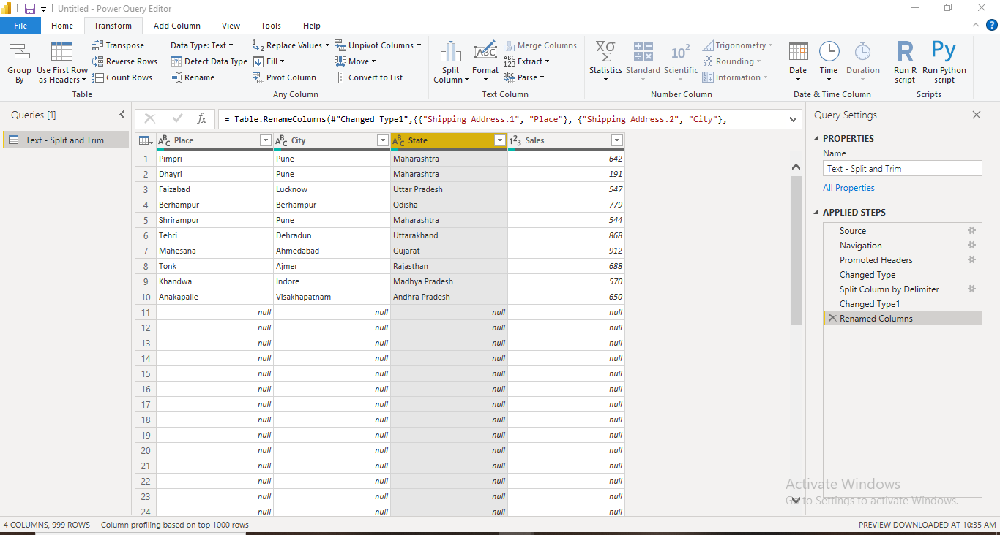 Untitled - Power Query Editor
File Home Transform Add Column View Tools Help
Group By
Use First Row as Headers
Transpose
Reverse Rows
Count Rows
Table
Data Type: Text
Detect Data Type
Rename
Replace Values
Fill
Pivot Column
Unpivot Columns
Move
Convert to List
Any Column
Split Column
Format
Merge Columns
Extract
Parse
Text Column
Statistics
Standard
Scientific
Trigonometry
Rounding
Information
Number Column
Date
Time
Duration
Date & Time Column
Run R script
Run Python script
Scripts
Queries [1]
Text - Split and Trim
= Table.RenameColumns(#"Changed Type1",{{"Shipping Address.1", "Place"}, {"Shipping Address.2", "City"},
Place City State Sales
1 Pimpri Pune Maharashtra 642
2 Dhayri Pune Maharashtra 191
3 Faizabad Lucknow Uttar Pradesh 547
4 Berhampur Berhampur Odisha 779
5 Shrirampur Pune Maharashtra 544
6 Tehri Dehradun Uttarakhand 868
7 Mahesana Ahmedabad Gujarat 912
8 Tonk Ajmer Rajasthan 688
9 Khandwa Indore Madhya Pradesh 570
10 Anakapalle Visakhapatnam Andhra Pradesh 650
11 null null null null
12 null null null null
13 null null null null
14 null null null null
15 null null null null
16 null null null null
17 null null null null
18 null null null null
19 null null null null
20 null null null null
21 null null null null
22 null null null null
23 null null null null
24 null null null null
Query Settings
PROPERTIES
Name
Text - Split and Trim
All Properties
APPLIED STEPS
Source
Navigation
Promoted Headers
Changed Type
Split Column by Delimiter
Changed Type1
Renamed Columns
Activate Windows
Go to Settings to activate Windows.
4 COLUMNS, 999 ROWS Column profiling based on top 1000 rows
PREVIEW DOWNLOADED AT 10:35 AM